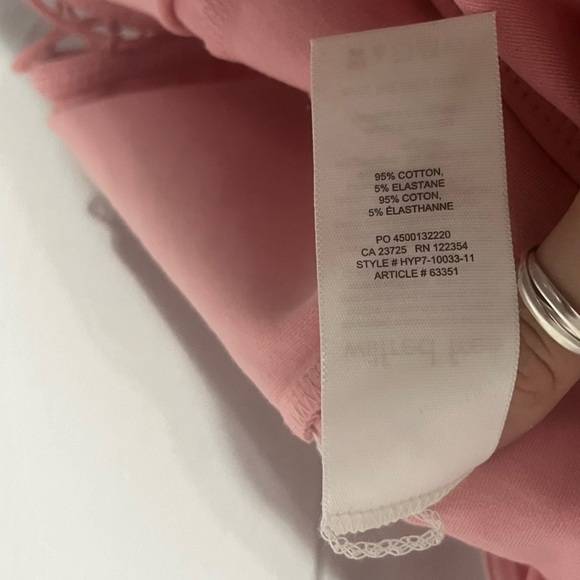 95% COTTON,
5% ELASTANE
95% COTON,
5% ÉLASTHANNE
PO 4500132220
CA 23725 RN 122354
STYLE # HYP7-10033-11
ARTICLE # 63351